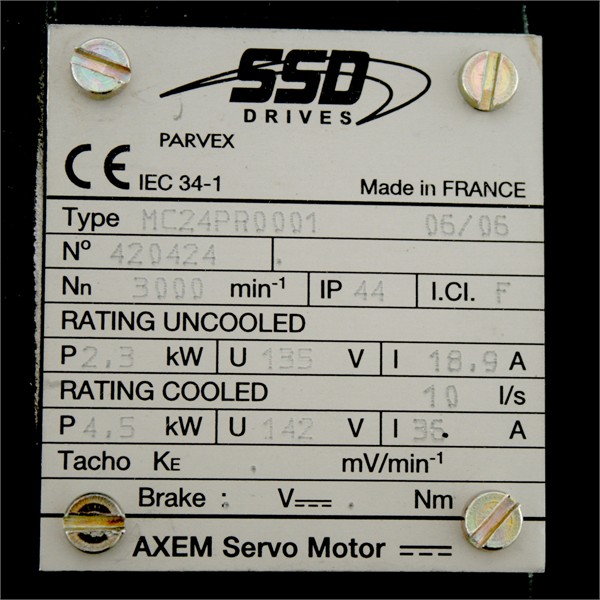 SSD
DRIVES
PARVEX
CE IEC 34-1 Made in FRANCE
Type MC24PR0001 06/06
Nº 420424
Nn 3000 min-1 IP 44 I.Cl. F
RATING UNCOOLED
P 2,3 kW U 135 V I 18,9 A
RATING COOLED 10 l/s
P 4,5 kW U 142 V I 36. A
Tacho KE mV/min-1
Brake : V Nm
AXEM Servo Motor